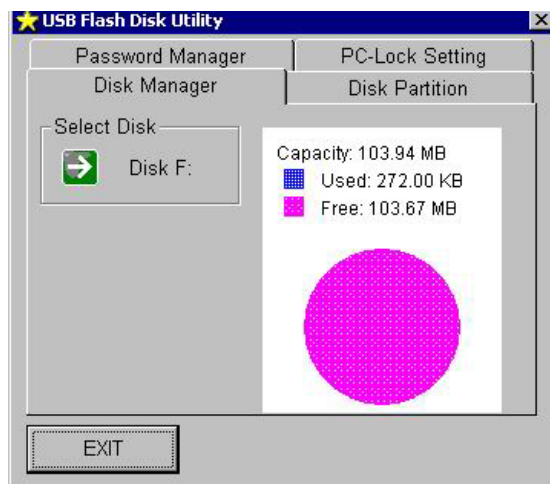 USB Flash Disk Utility
Password Manager
PC-Lock Setting
Disk Manager
Disk Partition
Select Disk
Disk F:
Capacity: 103.94 MB
Used: 272.00 KB
Free: 103.67 MB
EXIT